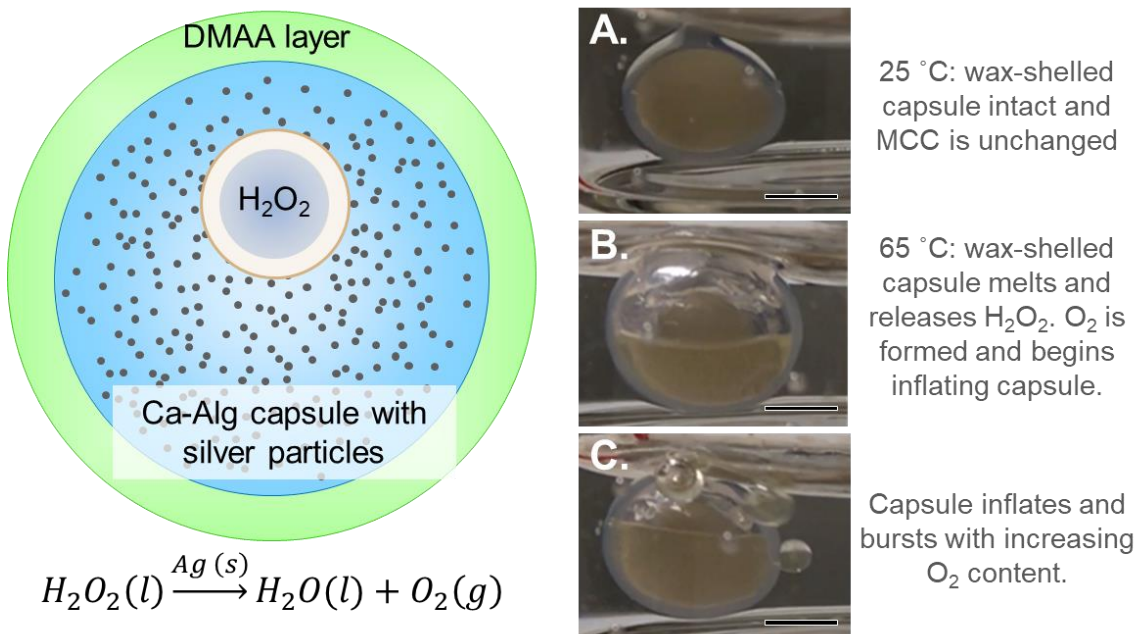 DMAA layer
H₂O₂
Ca-Alg capsule with
silver particles
H₂O₂(l) —Ag (s)→ H₂O(l) + O₂(g)
A.
25 ˚C: wax-shelled
capsule intact and
MCC is unchanged
B.
65 ˚C: wax-shelled
capsule melts and
releases H₂O₂. O₂ is
formed and begins
inflating capsule.
C.
Capsule inflates and
bursts with increasing
O₂ content.